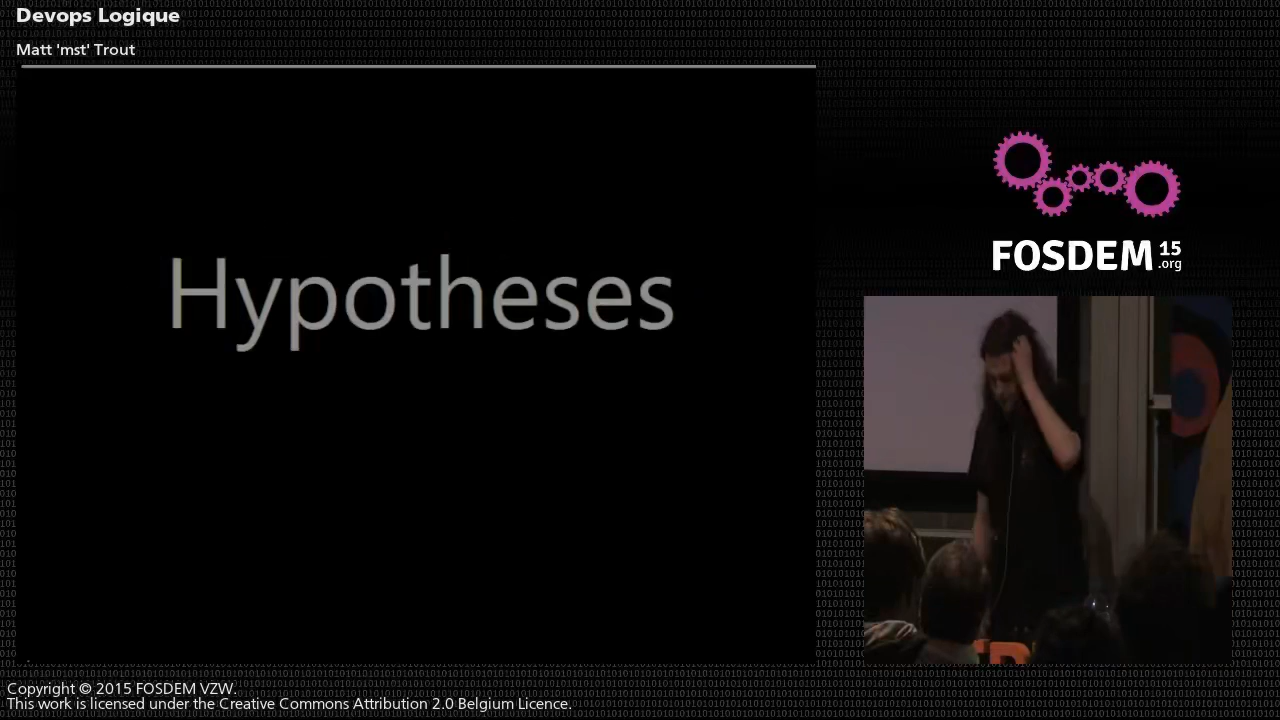 Devops Logique
Matt 'mst' Trout
Hypotheses
FOSDEM 15
.org
Copyright © 2015 FOSDEM VZW.
This work is licensed under the Creative Commons Attribution 2.0 Belgium Licence.